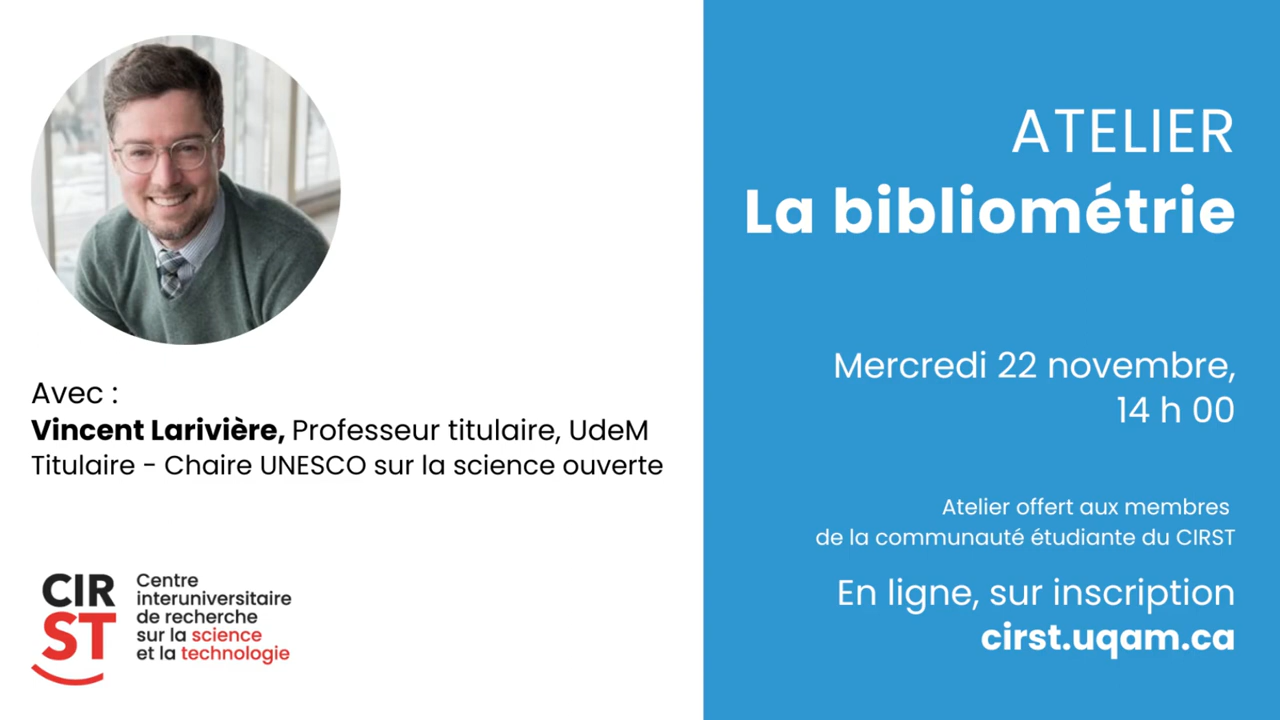 Avec :
Vincent Larivière, Professeur titulaire, UdeM
Titulaire - Chaire UNESCO sur la science ouverte
CIR
ST
Centre
interuniversitaire
de recherche
sur la science
et la technologie
ATELIER
La bibliométrie
Mercredi 22 novembre,
14 h 00
Atelier offert aux membres
de la communauté étudiante du CIRST
En ligne, sur inscription
cirst.uqam.ca